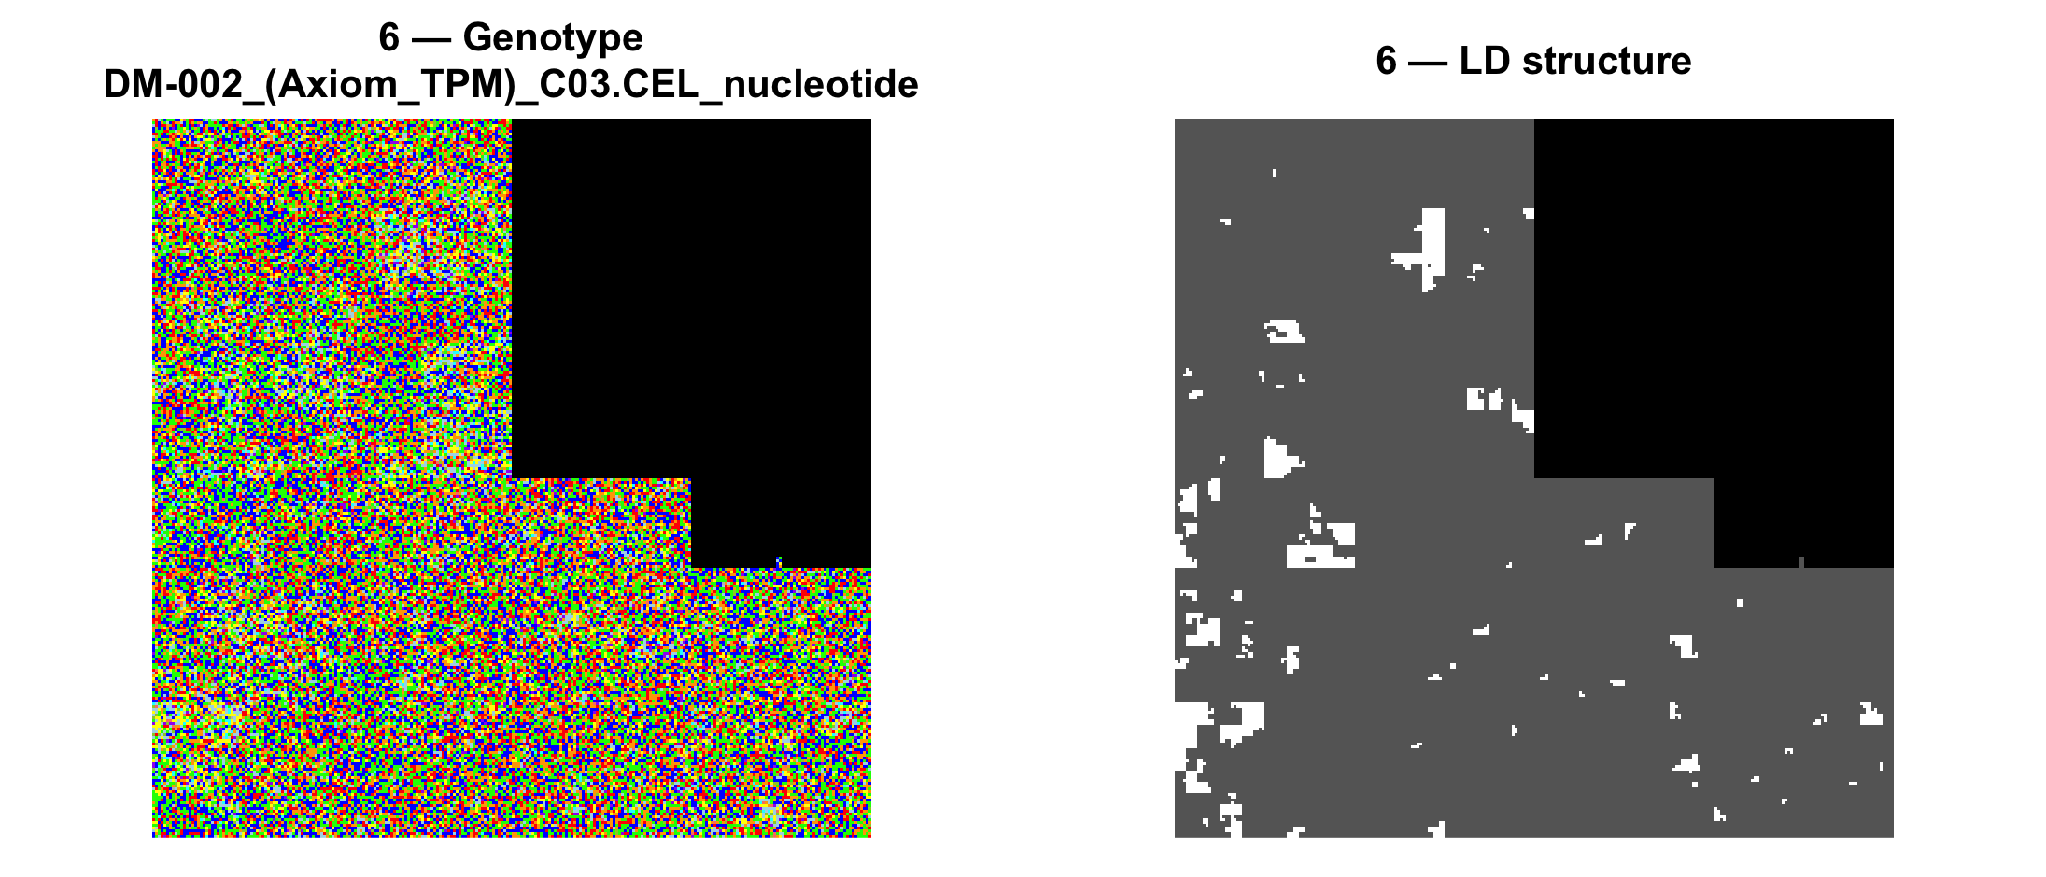 6 — Genotype
DM-002_(Axiom_TPM)_C03.CEL_nucleotide
6 — LD structure